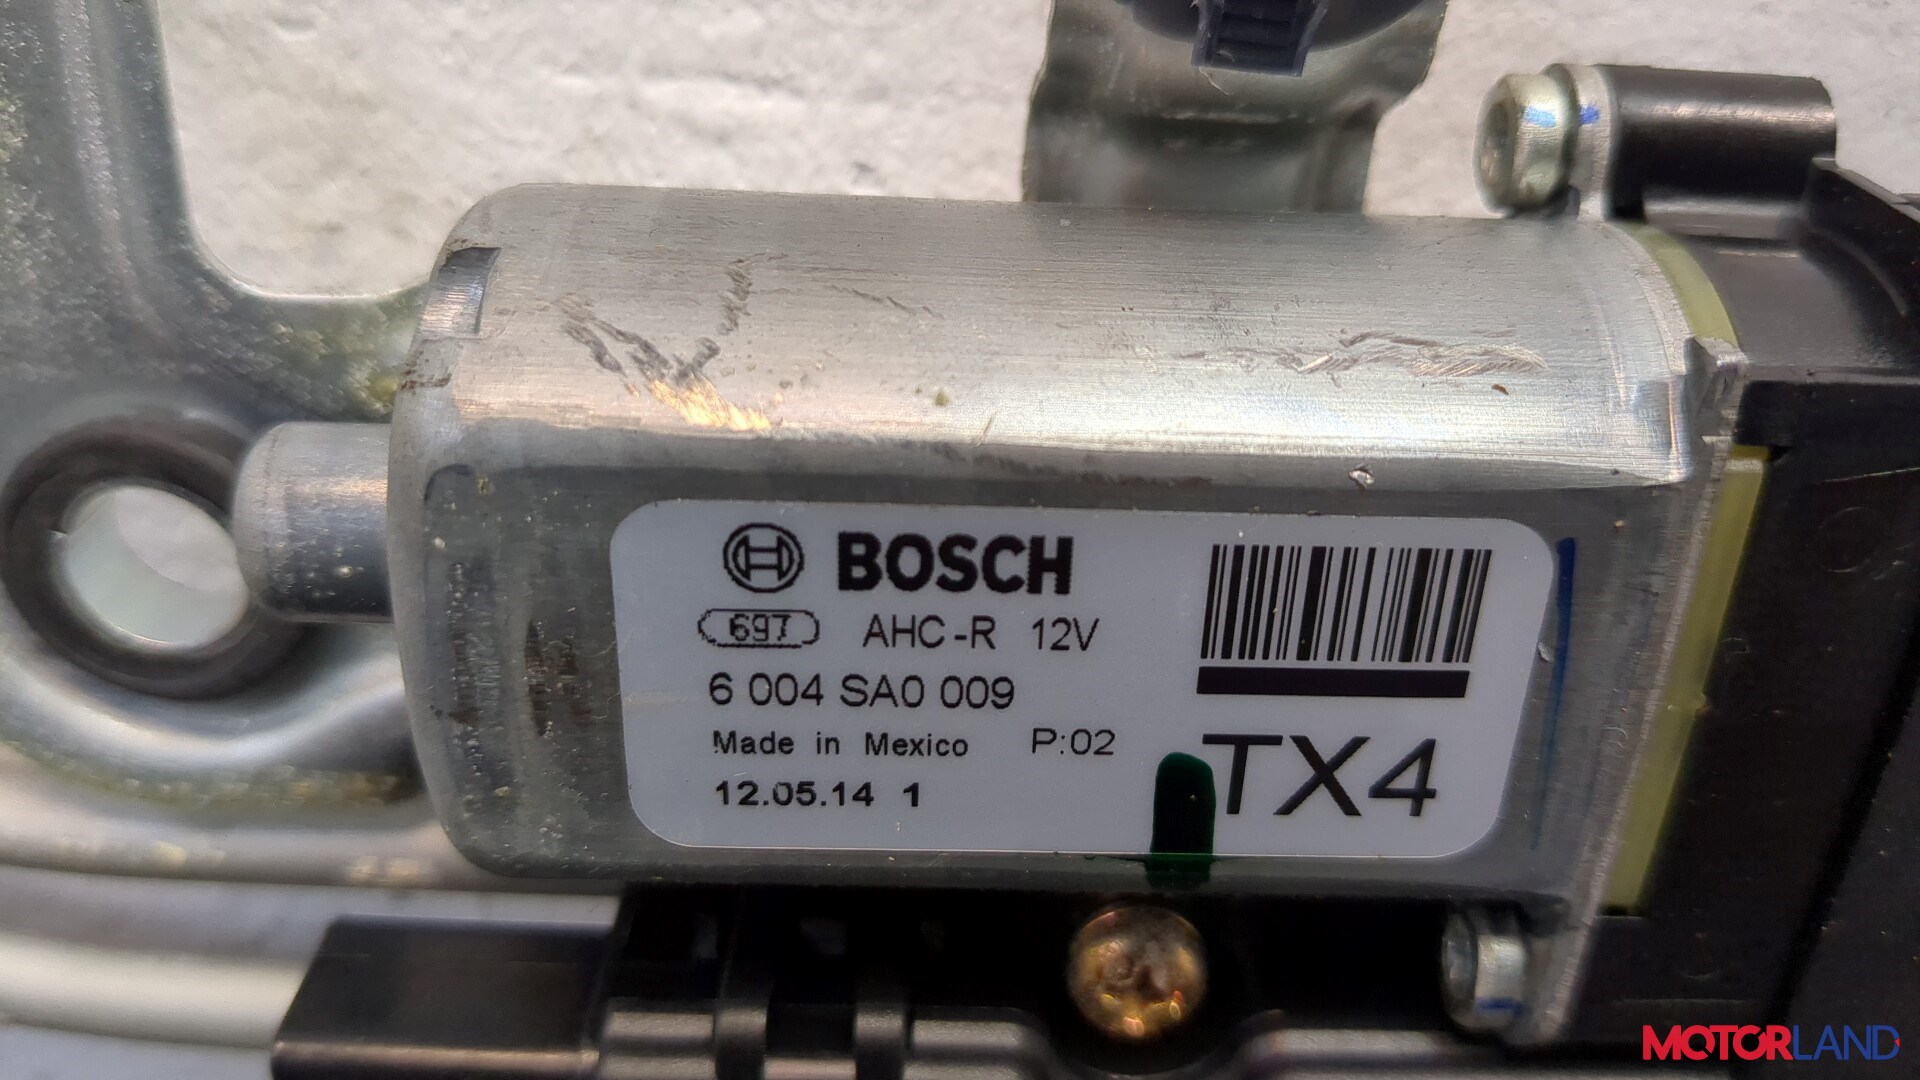 BOSCH
697 AHC-R 12V
6 004 SA0 009
Made in Mexico P:02
12.05.14 1
TX4
MOTORLAND